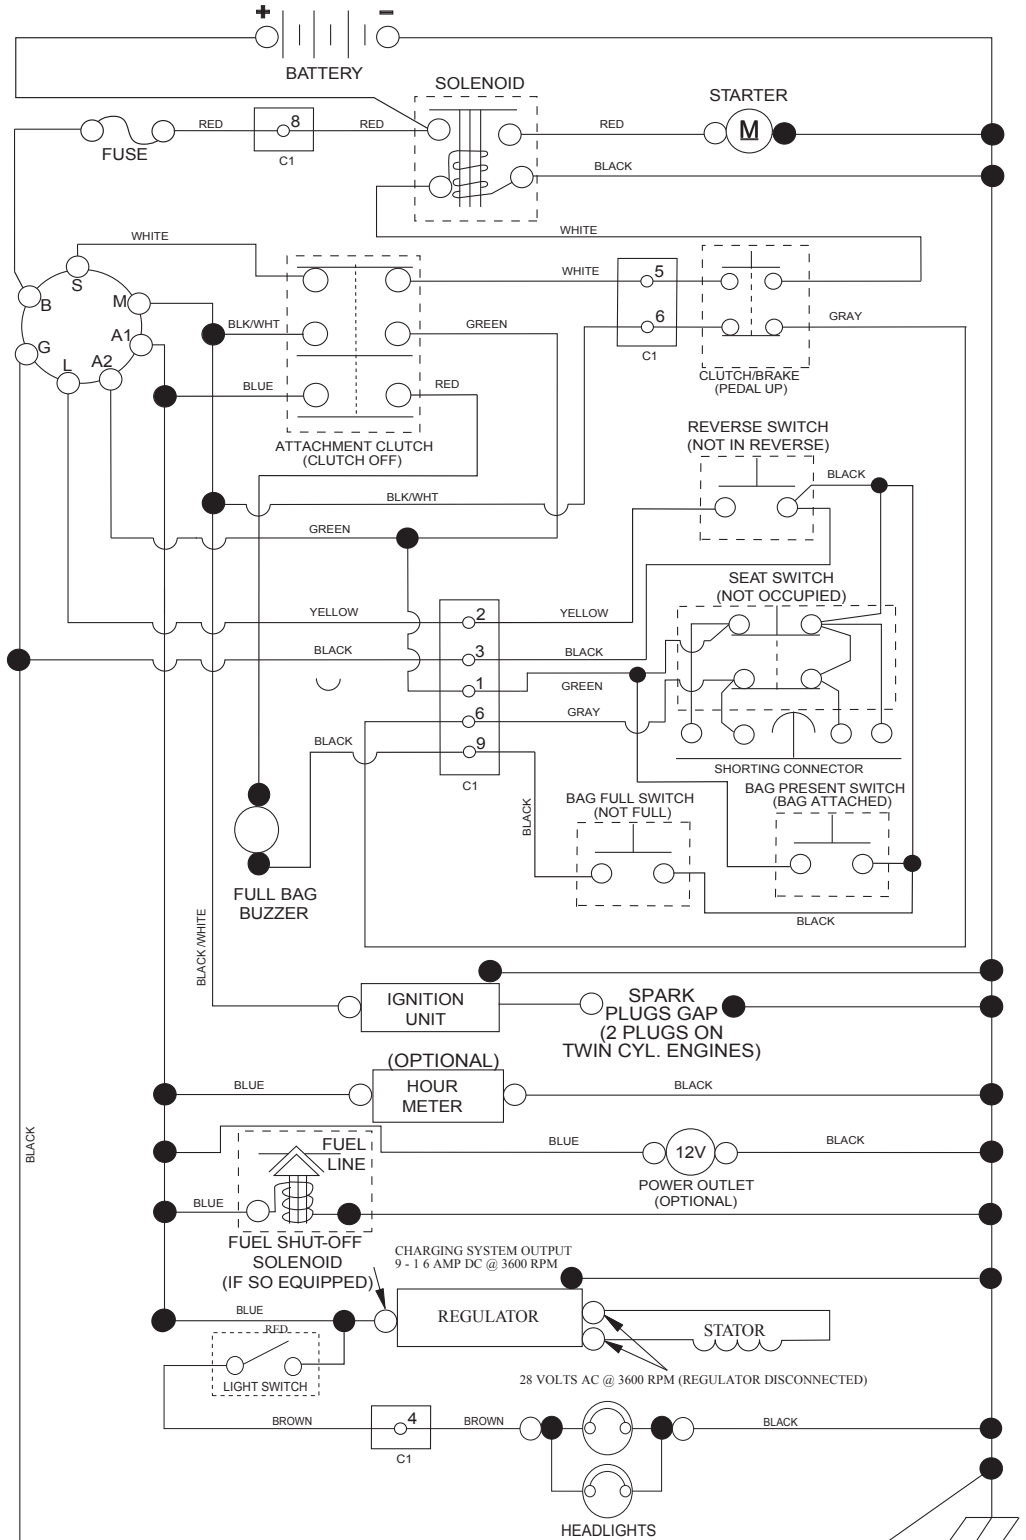 +
–
BATTERY
SOLENOID
STARTER
FUSE
RED
8
C1
RED
RED
M
BLACK
WHITE
WHITE
WHITE
5
6
C1
GRAY
CLUTCH/BRAKE
(PEDAL UP)
S
B
M
G
A1
L
A2
BLK/WHT
GREEN
BLUE
RED
ATTACHMENT CLUTCH
(CLUTCH OFF)
REVERSE SWITCH
(NOT IN REVERSE)
BLACK
BLK/WHT
GREEN
SEAT SWITCH
(NOT OCCUPIED)
YELLOW
2
YELLOW
BLACK
3
BLACK
1
GREEN
6
GRAY
BLACK
9
C1
SHORTING CONNECTOR
BAG FULL SWITCH
(NOT FULL)
BAG PRESENT SWITCH
(BAG ATTACHED)
BLACK
FULL BAG
BUZZER
BLACK
BLACK /WHITE
IGNITION
UNIT
SPARK
PLUGS GAP
(2 PLUGS ON
TWIN CYL. ENGINES)
(OPTIONAL)
HOUR
METER
BLUE
BLACK
BLACK
FUEL
LINE
BLUE
12V
BLACK
POWER OUTLET
(OPTIONAL)
BLUE
FUEL SHUT-OFF
SOLENOID
(IF SO EQUIPPED)
CHARGING SYSTEM OUTPUT
9 - 1 6 AMP DC @ 3600 RPM
BLUE
RED
REGULATOR
STATOR
LIGHT SWITCH
28 VOLTS AC @ 3600 RPM (REGULATOR DISCONNECTED)
BROWN
4
C1
BROWN
BLACK
HEADLIGHTS